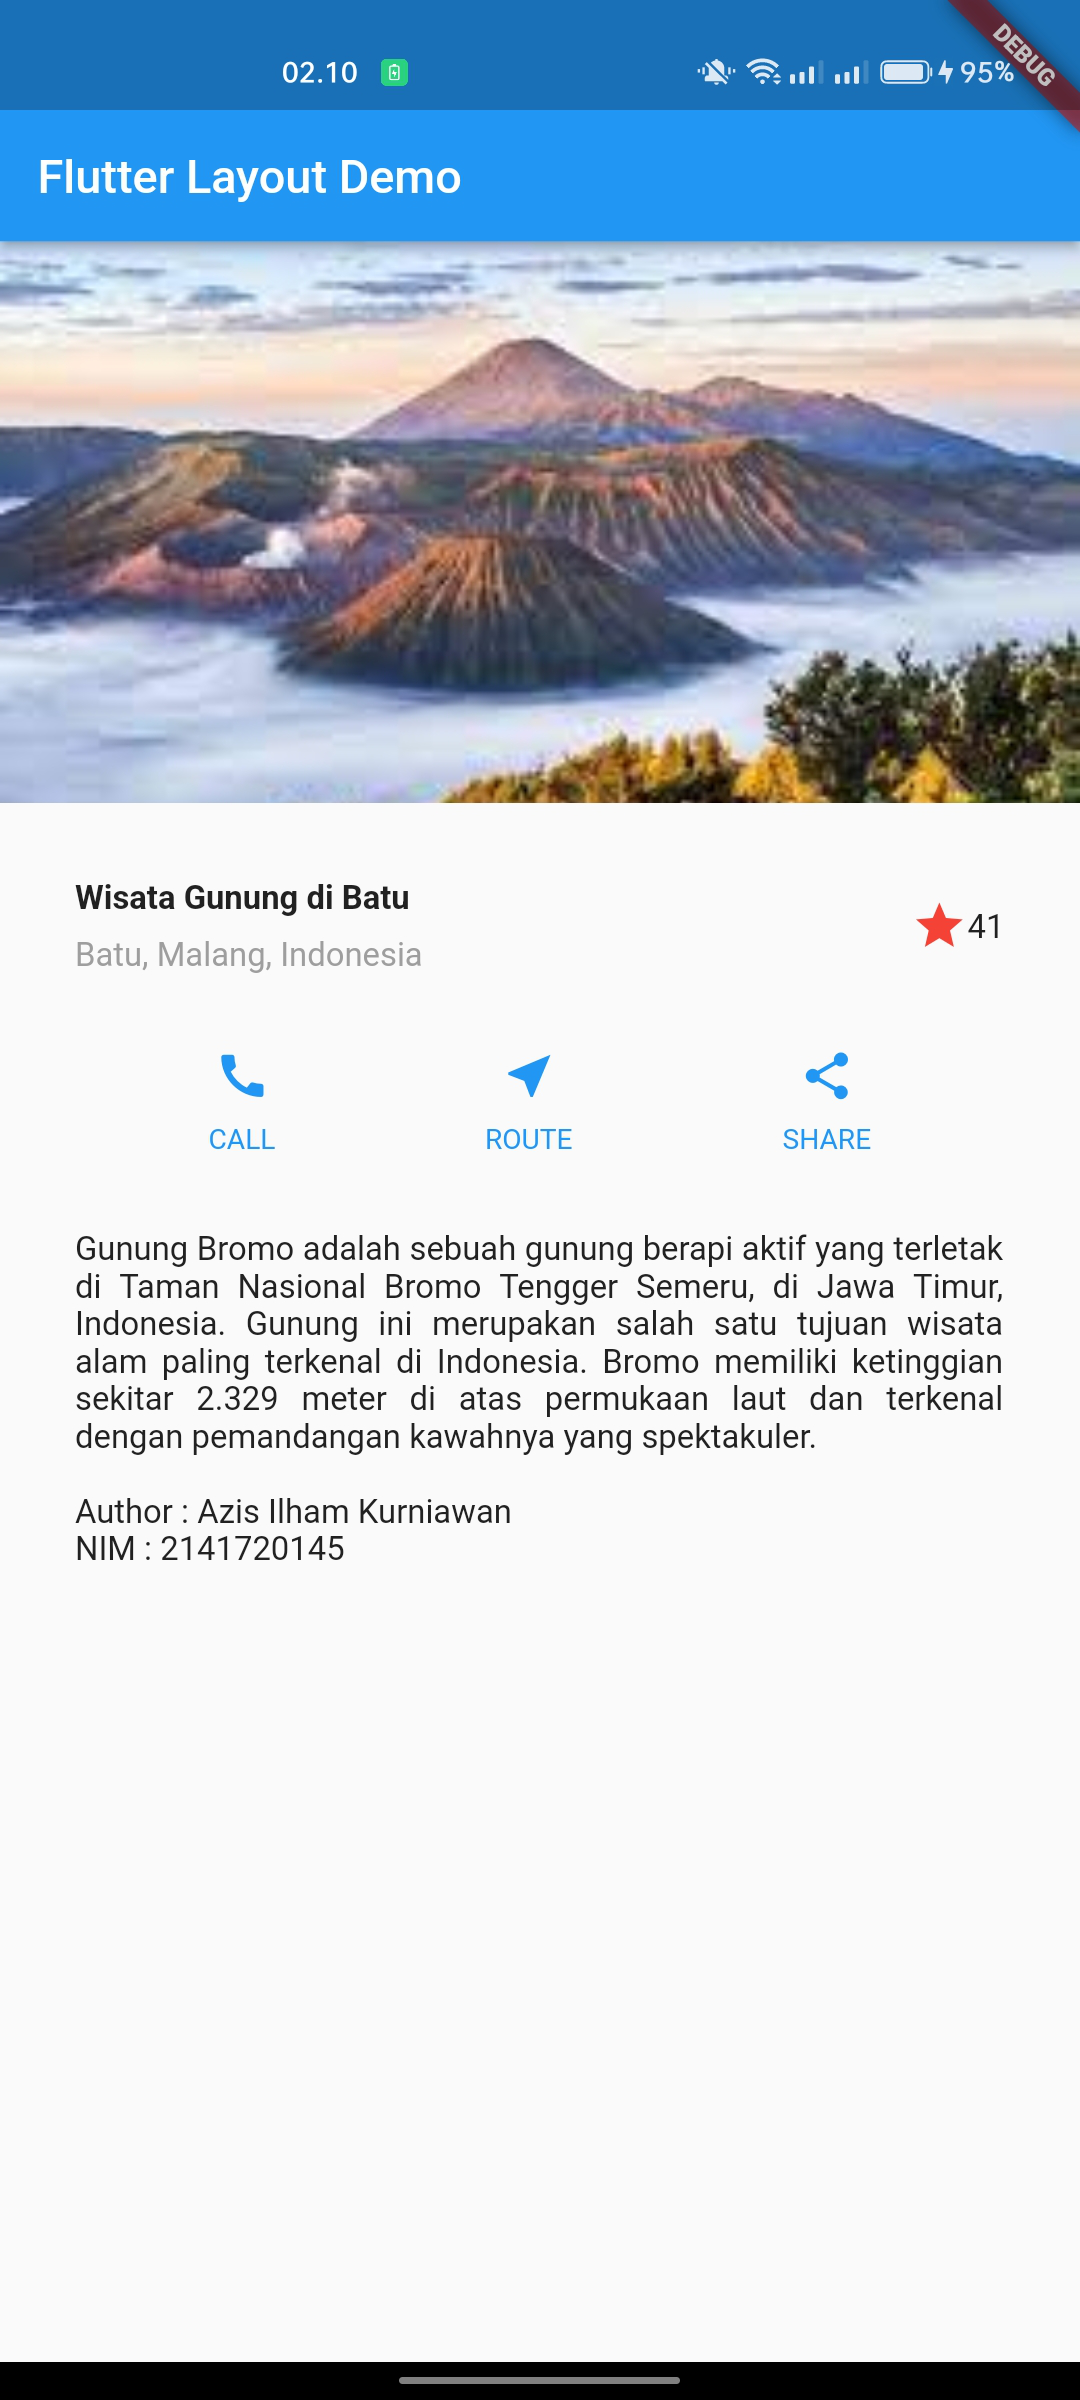 02.10
95%
DEBUG
Flutter Layout Demo
Wisata Gunung di Batu
Batu, Malang, Indonesia
41
CALL
ROUTE
SHARE
Gunung Bromo adalah sebuah gunung berapi aktif yang terletak
di Taman Nasional Bromo Tengger Semeru, di Jawa Timur,
Indonesia. Gunung ini merupakan salah satu tujuan wisata
alam paling terkenal di Indonesia. Bromo memiliki ketinggian
sekitar 2.329 meter di atas permukaan laut dan terkenal
dengan pemandangan kawahnya yang spektakuler.
Author : Azis Ilham Kurniawan
NIM : 2141720145